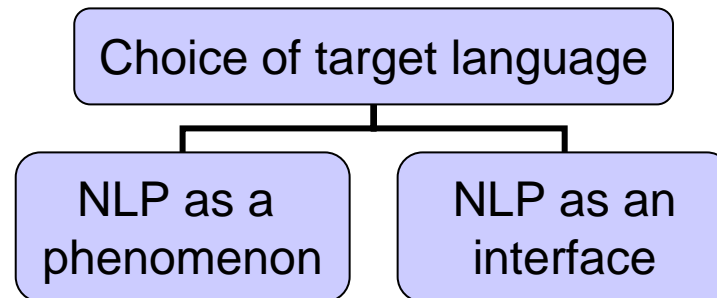 Choice of target language
NLP as a
phenomenon
NLP as an
interface